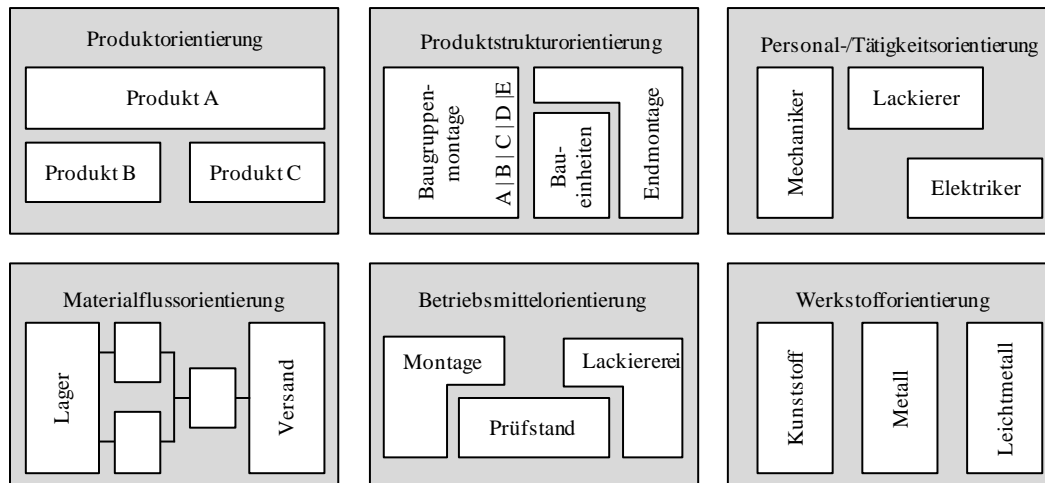 Produktorientierung
Produkt A
Produkt B
Produkt C
Produktstrukturorientierung
Baugruppen-
montage
A | B | C | D |E
Bau-
einheiten
Endmontage
Personal-/Tätigkeitsorientierung
Mechaniker
Lackierer
Elektriker
Materialflussorientierung
Lager
Versand
Betriebsmittelorientierung
Montage
Lackiererei
Prüfstand
Werkstofforientierung
Kunststoff
Metall
Leichtmetall